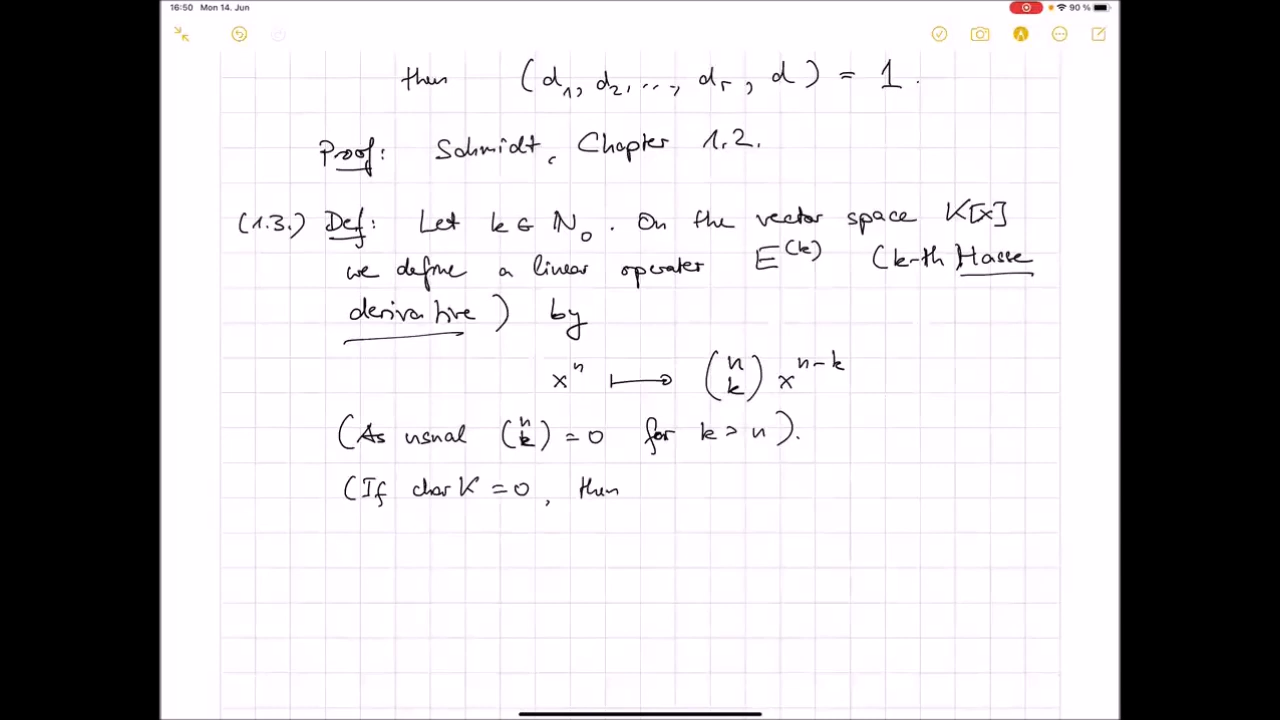 16:50 Mon 14. Jun 90 %
then (d₁, d₂, ..., dᵣ, d) = 1.
Proof: Schmidt, Chapter 1.2.
(1.3.) Def: Let k ∈ ℕ₀. On the vector space K[x]
we define a linear operator E⁽ᵏ⁾ (k-th Hasse
derivative) by
xⁿ ⟼ (n k) xⁿ⁻ᵏ
(As usual (n k) = 0 for k > n).
(If char K = 0, then